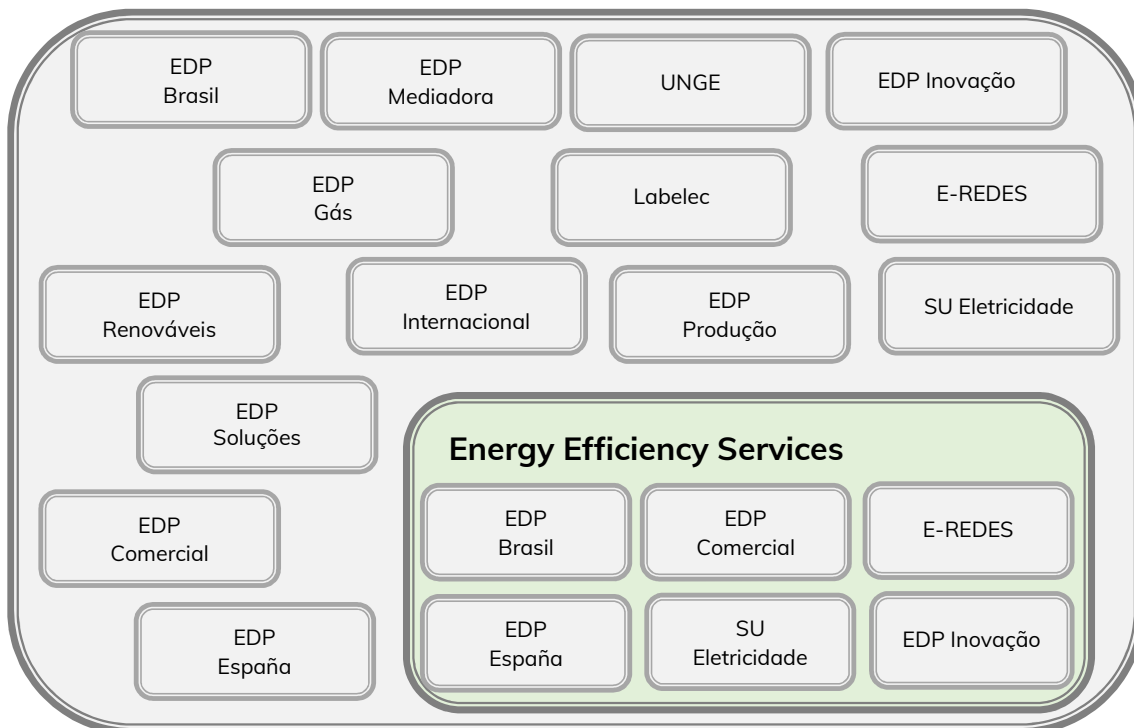 EDP
Brasil
EDP
Mediadora
UNGE
EDP Inovação
EDP
Gás
Labelec
E-REDES
EDP
Renováveis
EDP
Internacional
EDP
Produção
SU Eletricidade
EDP
Soluções
Energy Efficiency Services
EDP
Comercial
EDP
Brasil
EDP
Comercial
E-REDES
EDP
España
EDP
España
SU
Eletricidade
EDP Inovação